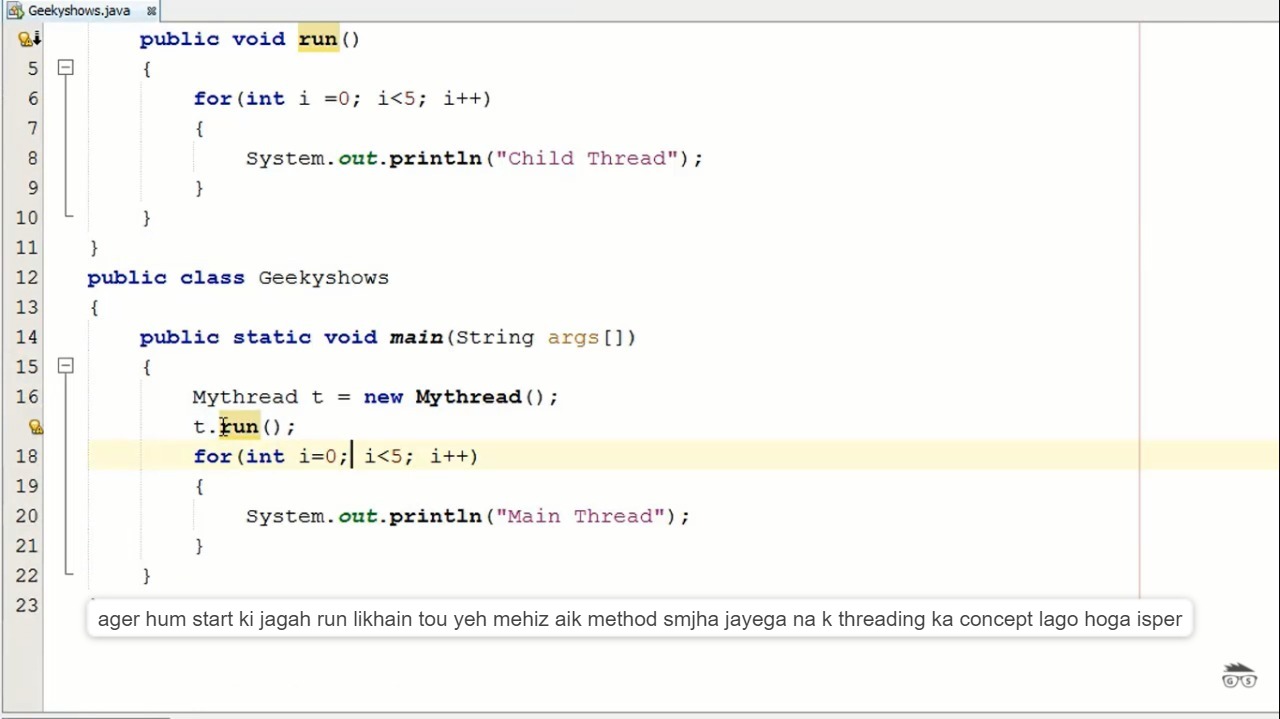 Geekyshows.java
public void run()
5 {
6 for(int i =0; i<5; i++)
7 {
8 System.out.println("Child Thread");
9 }
10 }
11 }
12 public class Geekyshows
13 {
14 public static void main(String args[])
15 {
16 Mythread t = new Mythread();
t.run();
18 for(int i=0; i<5; i++)
19 {
20 System.out.println("Main Thread");
21 }
22 }
23
ager hum start ki jagah run likhain tou yeh mehiz aik method smjha jayega na k threading ka concept lago hoga isper
G S